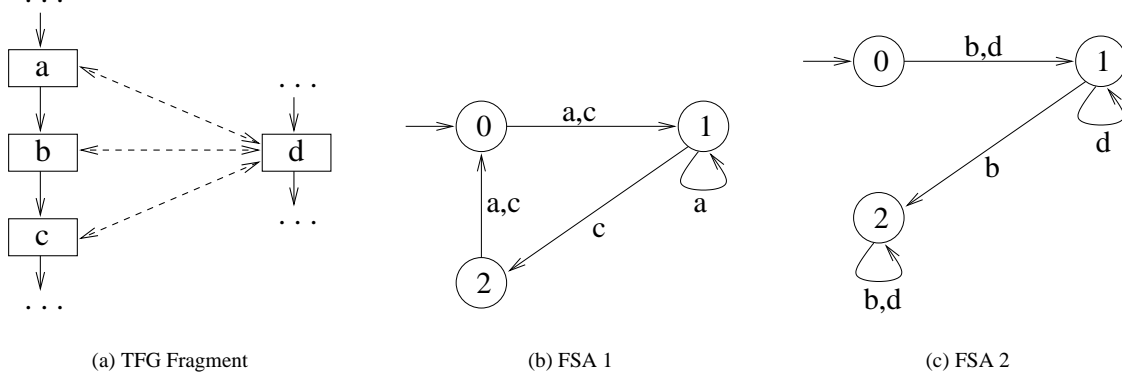 . . .
a
b
c
. . .
. . .
d
. . .
(a) TFG Fragment
0
a,c
1
a
a,c
c
2
(b) FSA 1
0
b,d
1
d
b
2
b,d
(c) FSA 2